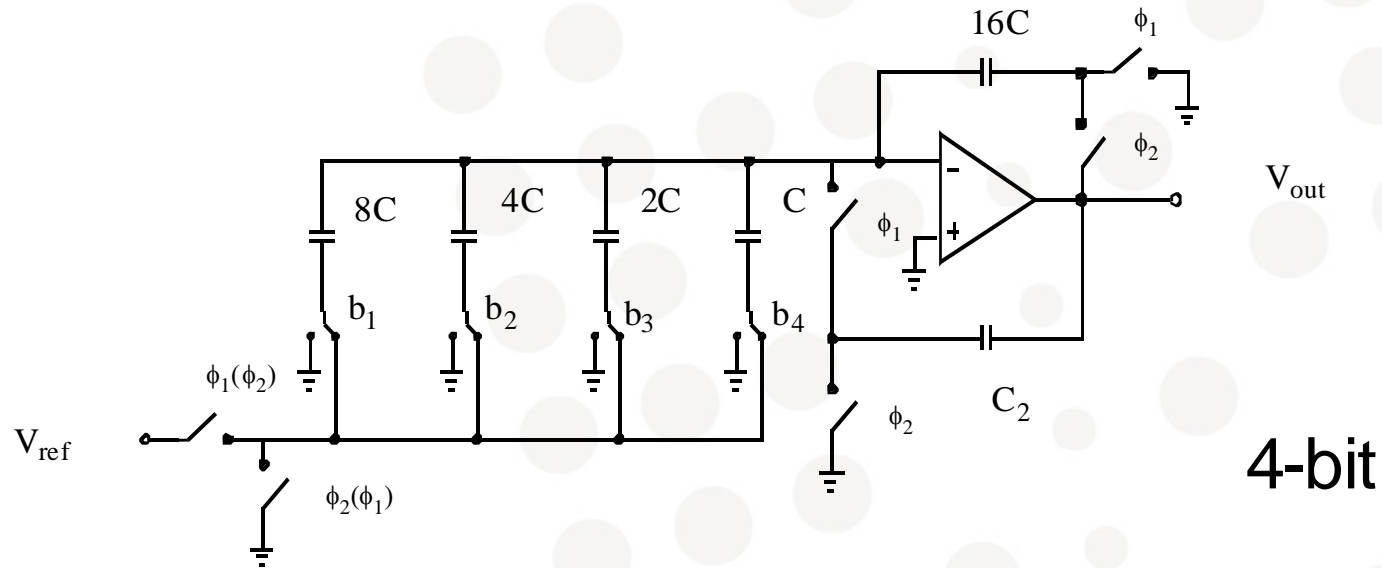 16C
ϕ₁
ϕ₂
8C
4C
2C
C
ϕ₁
-
+
Vₒᵤₜ
b₁
b₂
b₃
b₄
ϕ₁(ϕ₂)
C₂
ϕ₂
V_ref
ϕ₂(ϕ₁)
4-bit